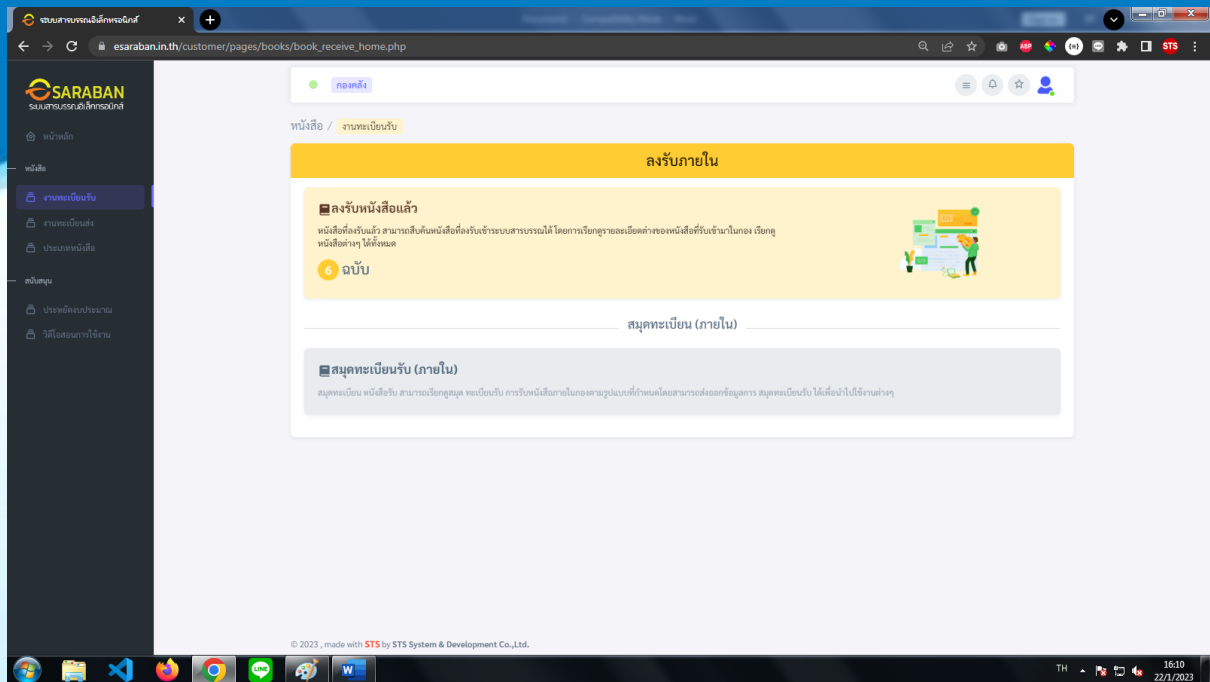 ระบบสารบรรณอิเล็กทรอนิกส์
esaraban.in.th/customer/pages/books/book_receive_home.php
ABP
STS
SARABAN
ระบบสารบรรณอิเล็กทรอนิกส์
หน้าหลัก
หนังสือ
งานทะเบียนรับ
งานทะเบียนส่ง
ประเภทหนังสือ
สนับสนุน
ประหยัดงบประมาณ
วิดีโอสอนการใช้งาน
กองคลัง
หนังสือ / งานทะเบียนรับ
ลงรับภายใน
ลงรับหนังสือแล้ว
หนังสือที่ลงรับแล้ว สามารถสืบค้นหนังสือที่ลงรับเข้าระบบสารบรรณได้ โดยการเรียกดูรายละเอียดต่างของหนังสือที่รับเข้ามาในกอง เรียกดู
หนังสือต่างๆ ได้ทั้งหมด
6 ฉบับ
สมุดทะเบียน (ภายใน)
สมุดทะเบียนรับ (ภายใน)
สมุดทะเบียน หนังสือรับ สามารถเรียกดูสมุด ทะเบียนรับ การรับหนังสือภายในกองตามรูปแบบที่กำหนดโดยสามารถส่งออกข้อมูลการ สมุดทะเบียนรับ ได้เพื่อนำไปใช้งานต่างๆ
© 2023 , made with STS by STS System & Development Co.,Ltd.
LINE
W
TH
16:10
22/1/2023